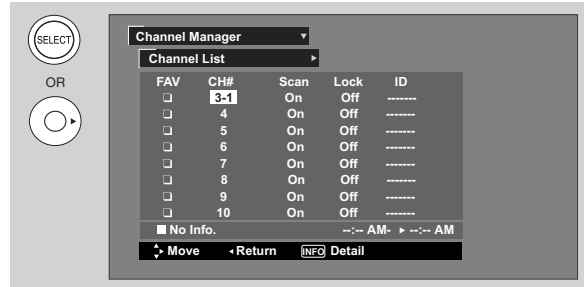 SELECT
OR
Channel Manager ▼
Channel List ►
FAV CH# Scan Lock ID
❏ 3-1 On Off -------
❏ 4 On Off -------
❏ 5 On Off -------
❏ 6 On Off -------
❏ 7 On Off -------
❏ 8 On Off -------
❏ 9 On Off -------
❏ 10 On Off -------
■ No Info. --:-- AM- ► --:-- AM
Move ◂Return INFO Detail